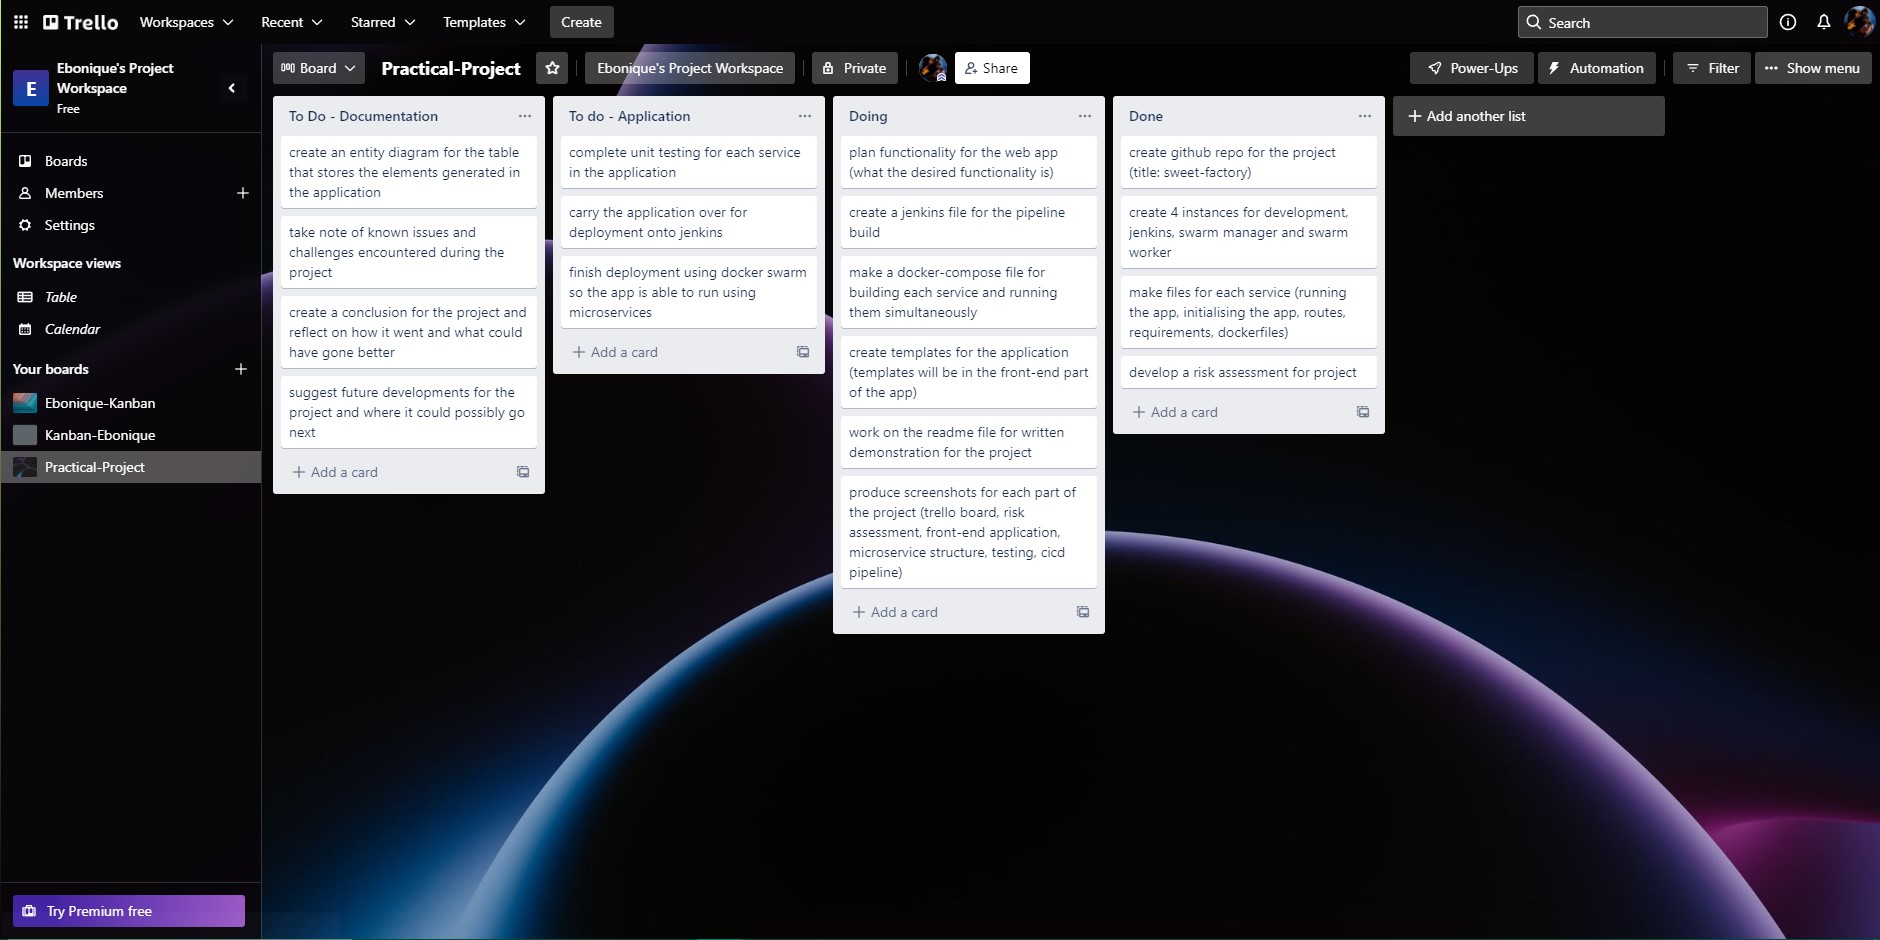 Trello
Workspaces
Recent
Starred
Templates
Create
Search
E
Ebonique's Project
Workspace
Free
Boards
Members
Settings
Workspace views
Table
Calendar
Your boards
Ebonique-Kanban
Kanban-Ebonique
Practical-Project
Try Premium free
Board
Practical-Project
Ebonique's Project Workspace
Private
Share
Power-Ups
Automation
Filter
Show menu
To Do - Documentation
create an entity diagram for the table
that stores the elements generated in
the application
take note of known issues and
challenges encountered during the
project
create a conclusion for the project and
reflect on how it went and what could
have gone better
suggest future developments for the
project and where it could possibly go
next
+ Add a card
To do - Application
complete unit testing for each service
in the application
carry the application over for
deployment onto jenkins
finish deployment using docker swarm
so the app is able to run using
microservices
+ Add a card
Doing
plan functionality for the web app
(what the desired functionality is)
create a jenkins file for the pipeline
build
make a docker-compose file for
building each service and running
them simultaneously
create templates for the application
(templates will be in the front-end part
of the app)
work on the readme file for written
demonstration for the project
produce screenshots for each part of
the project (trello board, risk
assessment, front-end application,
microservice structure, testing, cicd
pipeline)
+ Add a card
Done
create github repo for the project
(title: sweet-factory)
create 4 instances for development,
jenkins, swarm manager and swarm
worker
make files for each service (running
the app, initialising the app, routes,
requirements, dockerfiles)
develop a risk assessment for project
+ Add a card
+ Add another list